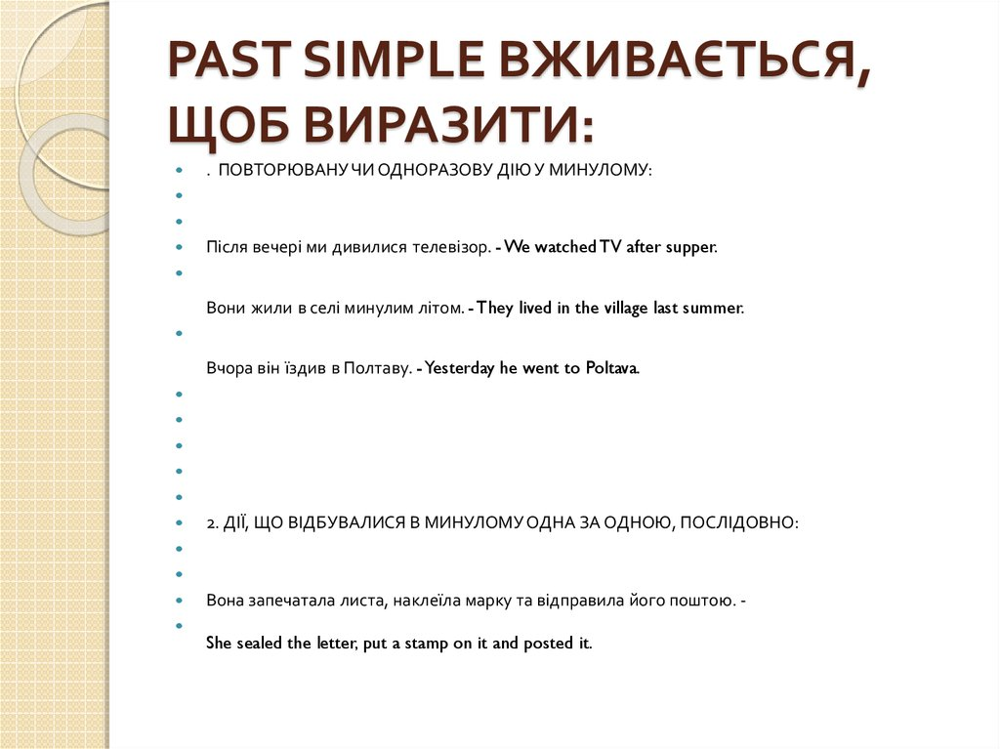 PAST SIMPLE ВЖИВАЄТЬСЯ,
ЩОБ ВИРАЗИТИ:
. ПОВТОРЮВАНУ ЧИ ОДНОРАЗОВУ ДІЮ У МИНУЛОМУ:
Після вечері ми дивилися телевізор. - We watched TV after supper.
Вони жили в селі минулим літом. - They lived in the village last summer.
Вчора він їздив в Полтаву. - Yesterday he went to Poltava.
2. ДІЇ, ЩО ВІДБУВАЛИСЯ В МИНУЛОМУ ОДНА ЗА ОДНОЮ, ПОСЛІДОВНО:
Вона запечатала листа, наклеїла марку та відправила його поштою. -
She sealed the letter, put a stamp on it and posted it.